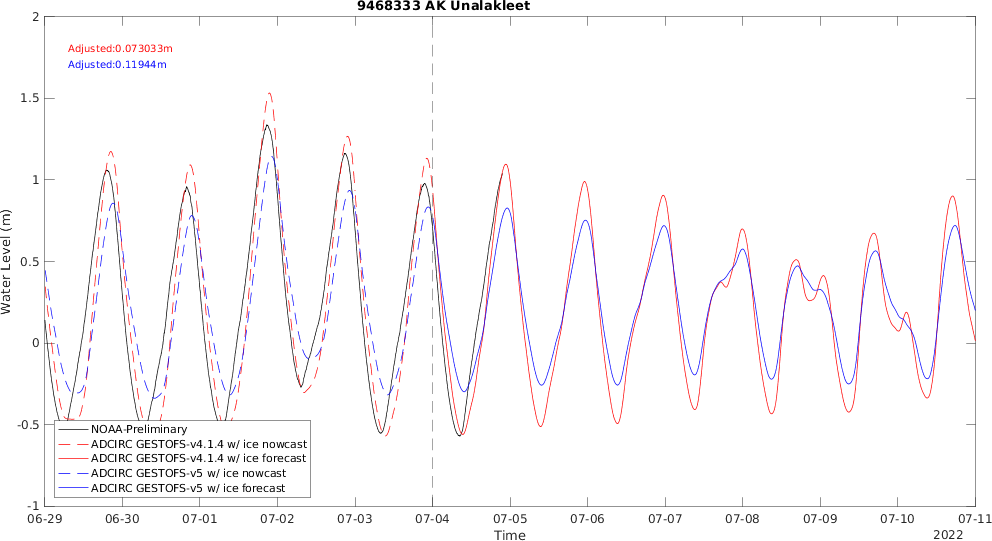 9468333 AK Unalakleet
Adjusted:0.073033m
Adjusted:0.11944m
Water Level (m)
2
1.5
1
0.5
0
-0.5
-1
NOAA-Preliminary
ADCIRC GESTOFS-v4.1.4 w/ ice nowcast
ADCIRC GESTOFS-v4.1.4 w/ ice forecast
ADCIRC GESTOFS-v5 w/ ice nowcast
ADCIRC GESTOFS-v5 w/ ice forecast
06-29 06-30 07-01 07-02 07-03 07-04 07-05 07-06 07-07 07-08 07-09 07-10 07-11
Time
2022